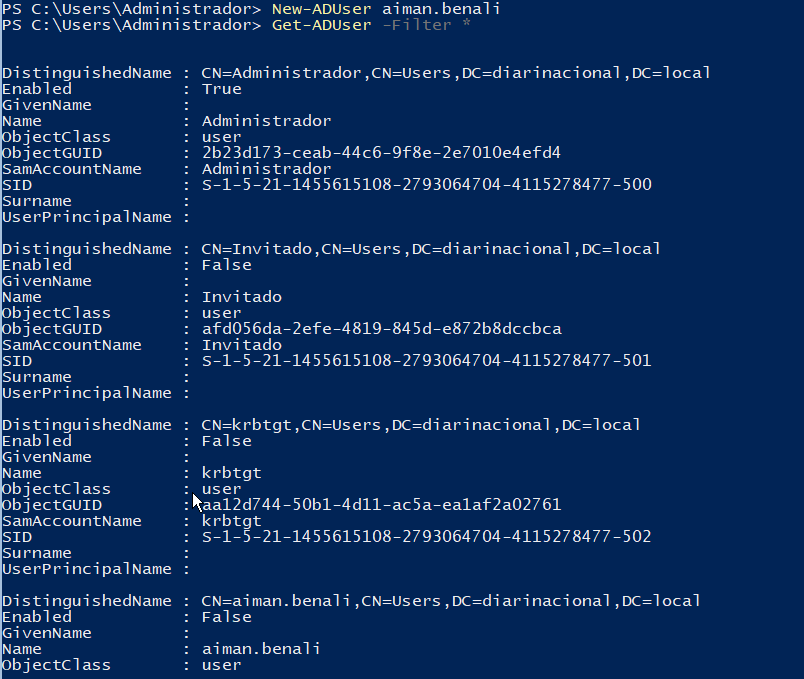 PS C:\Users\Administrador> New-ADUser aiman.benali
PS C:\Users\Administrador> Get-ADUser -Filter *
DistinguishedName : CN=Administrador,CN=Users,DC=diarinacional,DC=local
Enabled : True
GivenName :
Name : Administrador
ObjectClass : user
ObjectGUID : 2b23d173-ceab-44c6-9f8e-2e7010e4efd4
SamAccountName : Administrador
SID : S-1-5-21-1455615108-2793064704-4115278477-500
Surname :
UserPrincipalName :
DistinguishedName : CN=Invitado,CN=Users,DC=diarinacional,DC=local
Enabled : False
GivenName :
Name : Invitado
ObjectClass : user
ObjectGUID : afd056da-2efe-4819-845d-e872b8dccbca
SamAccountName : Invitado
SID : S-1-5-21-1455615108-2793064704-4115278477-501
Surname :
UserPrincipalName :
DistinguishedName : CN=krbtgt,CN=Users,DC=diarinacional,DC=local
Enabled : False
GivenName :
Name : krbtgt
ObjectClass : user
ObjectGUID : aa12d744-50b1-4d11-ac5a-ea1af2a02761
SamAccountName : krbtgt
SID : S-1-5-21-1455615108-2793064704-4115278477-502
Surname :
UserPrincipalName :
DistinguishedName : CN=aiman.benali,CN=Users,DC=diarinacional,DC=local
Enabled : False
GivenName :
Name : aiman.benali
ObjectClass : user